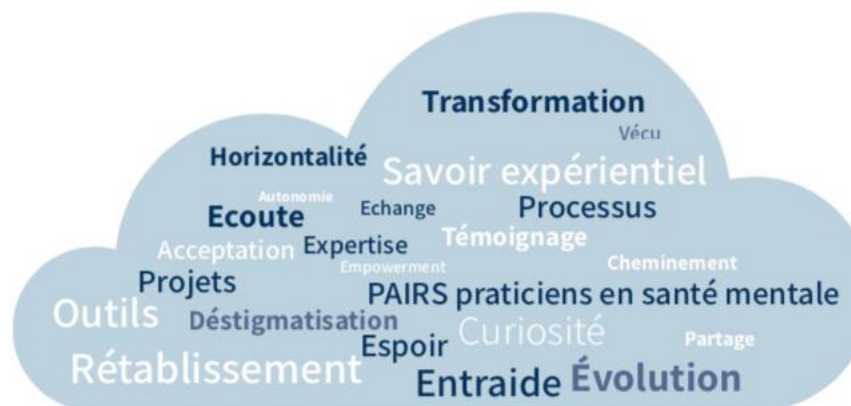 Transformation
Vécu
Horizontalité
Savoir expérientiel
Autonomie
Ecoute
Echange
Processus
Témoignage
Acceptation
Expertise
Cheminement
Empowerment
Projets
PAIRS praticiens en santé mentale
Outils
Déstigmatisation
Curiosité
Partage
Espoir
Rétablissement
Entraide
Évolution